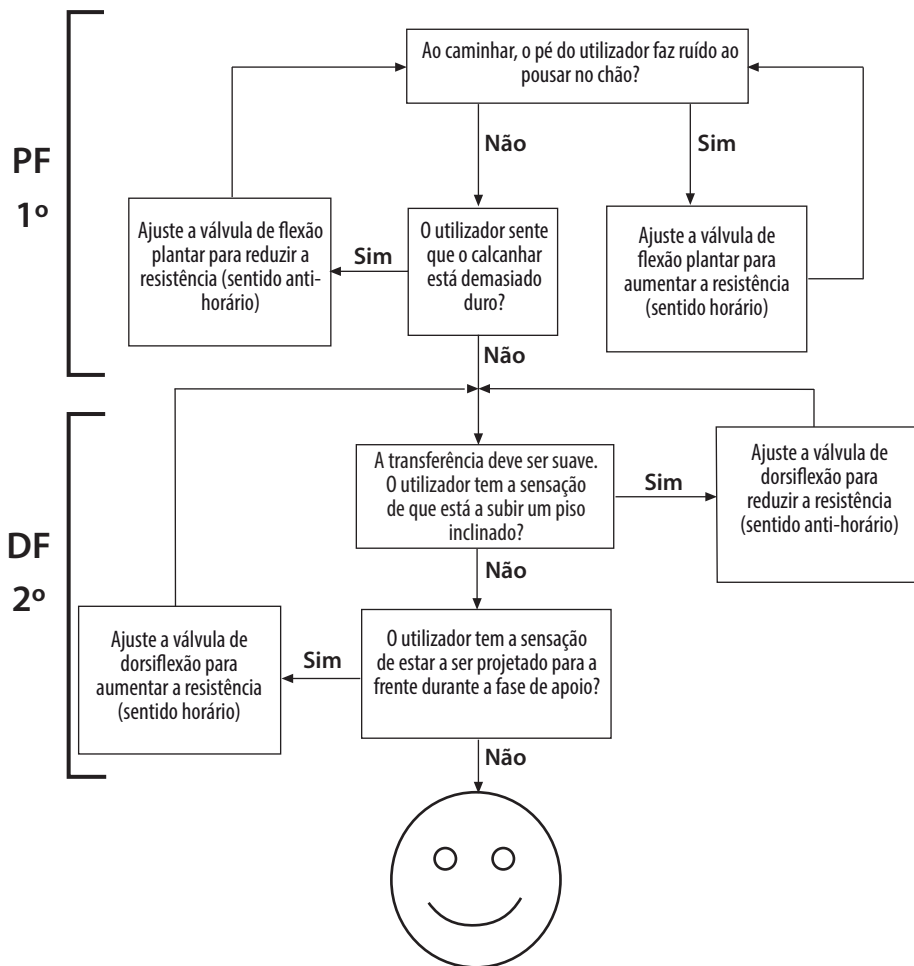 PF
1º
Ao caminhar, o pé do utilizador faz ruído ao
pousar no chão?
Não
Sim
Ajuste a válvula de flexão
plantar para reduzir a
resistência (sentido anti-
horário)
Sim
O utilizador sente
que o calcanhar
está demasiado
duro?
Ajuste a válvula de
flexão plantar para
aumentar a resistência
(sentido horário)
Não
DF
2º
A transferência deve ser suave.
O utilizador tem a sensação
de que está a subir um piso
inclinado?
Sim
Ajuste a válvula de
dorsiflexão para
reduzir a resistência
(sentido anti-horário)
Não
Ajuste a válvula de
dorsiflexão para
aumentar a resistência
(sentido horário)
Sim
O utilizador tem a sensação
de estar a ser projetado para a
frente durante a fase de apoio?
Não